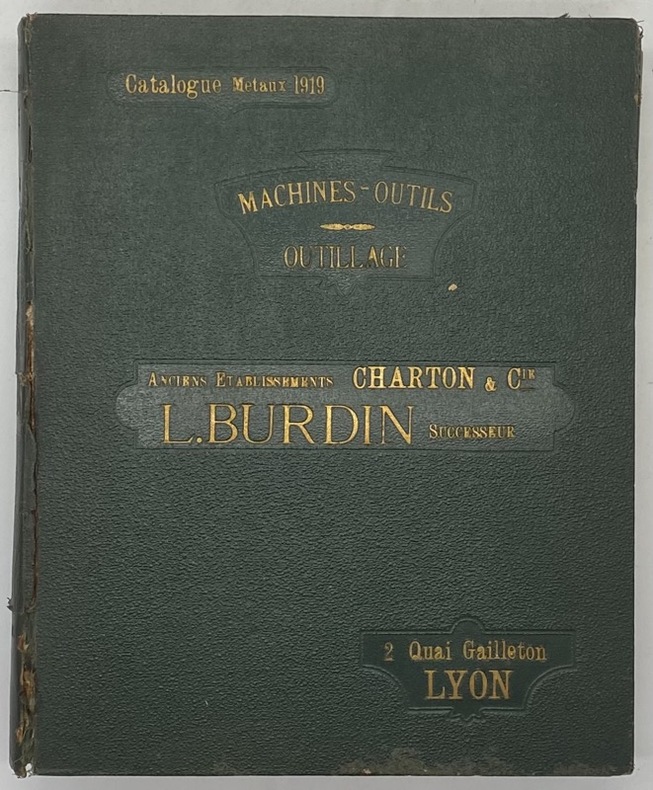 Catalogue Metaux 1919
MACHINES-OUTILS
OUTILLAGE
ANCIENS ETABLISSEMENTS CHARTON & CIE
L.BURDIN SUCCESSEUR
2 Quai Gailleton
LYON